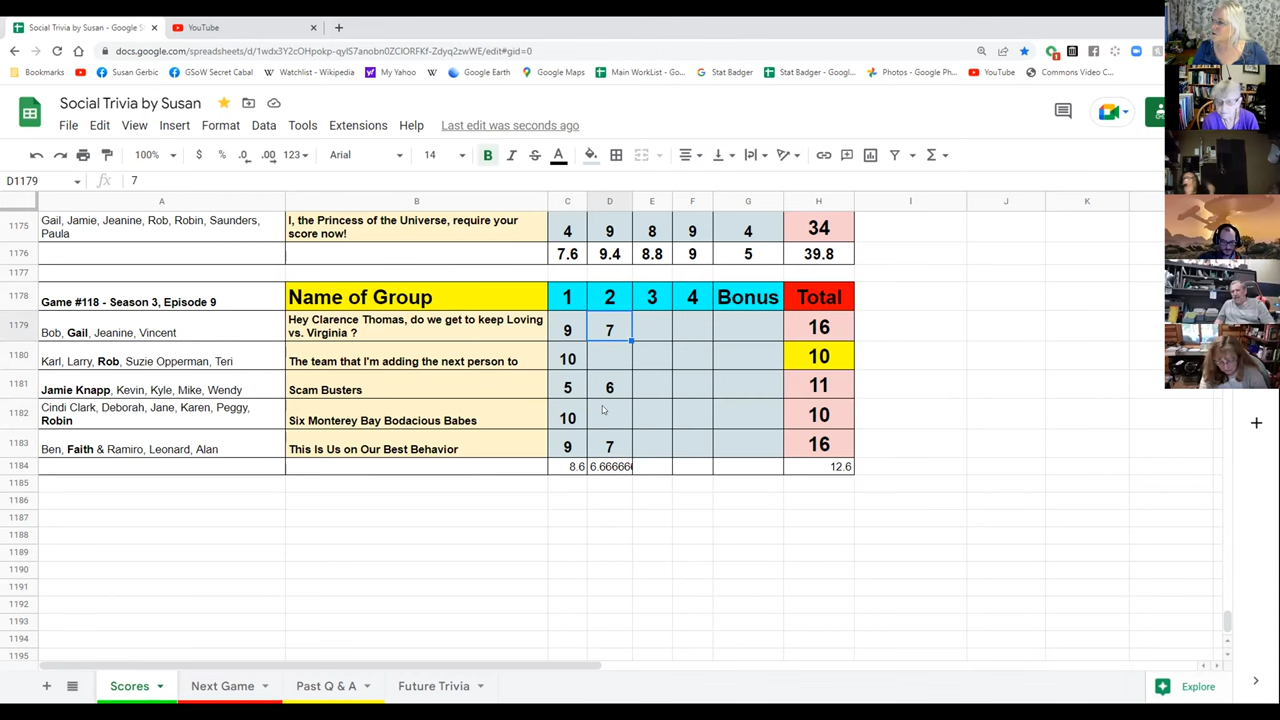 Social Trivia by Susan - Google S
YouTube
docs.google.com/spreadsheets/d/1wdx3Y2cOHpokp-qyIS7anobn0ZClORFKf-Zdyq2zwWE/edit#gid=0
Bookmarks
Susan Gerbic
GSoW Secret Cabal
Watchlist - Wikipedia
My Yahoo
Google Earth
Google Maps
Main WorkList - Go...
Stat Badger
Stat Badger - Googl...
Photos - Google Ph...
YouTube
Commons Video C...
Social Trivia by Susan
File Edit View Insert Format Data Tools Extensions Help Last edit was seconds ago
100% $ % .0 .00 123 Arial 14 B I S A
D1179 fx 7
A B C D E F G H I J K
1175 Gail, Jamie, Jeanine, Rob, Robin, Saunders, Paula I, the Princess of the Universe, require your score now! 4 9 8 9 4 34
1176 7.6 9.4 8.8 9 5 39.8
1177
1178 Game #118 - Season 3, Episode 9 Name of Group 1 2 3 4 Bonus Total
1179 Bob, Gail, Jeanine, Vincent Hey Clarence Thomas, do we get to keep Loving vs. Virginia ? 9 7 16
1180 Karl, Larry, Rob, Suzie Opperman, Teri The team that I'm adding the next person to 10 10
1181 Jamie Knapp, Kevin, Kyle, Mike, Wendy Scam Busters 5 6 11
1182 Cindi Clark, Deborah, Jane, Karen, Peggy, Robin Six Monterey Bay Bodacious Babes 10 10
1183 Ben, Faith & Ramiro, Leonard, Alan This Is Us on Our Best Behavior 9 7 16
1184 8.6 6.666666 12.6
1185
1186
1187
1188
1189
1190
1191
1192
1193
1194
1195
Scores Next Game Past Q & A Future Trivia Explore